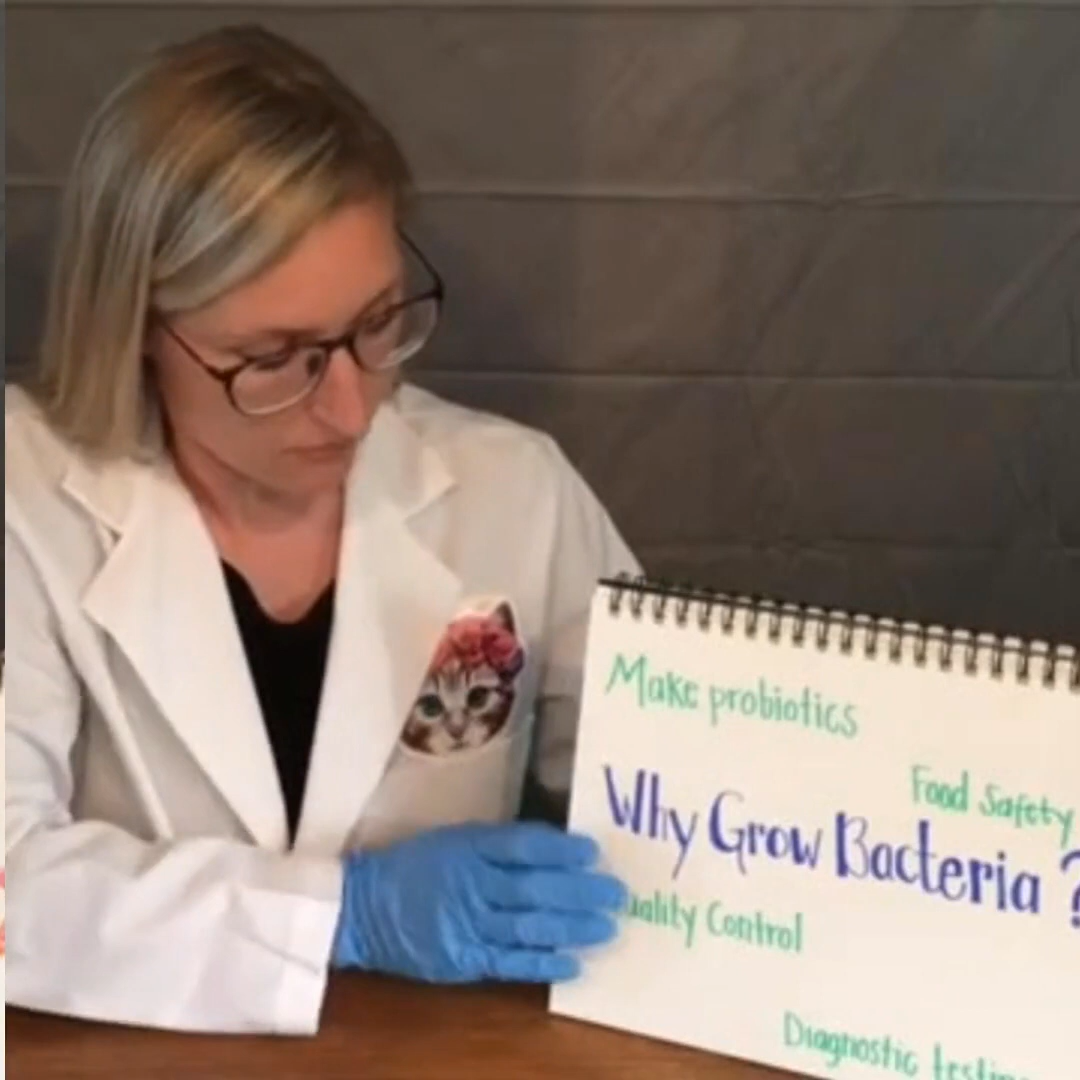 Make probiotics
Food Safety
Why Grow Bacteria ?
uality Control
Diagnostic testin